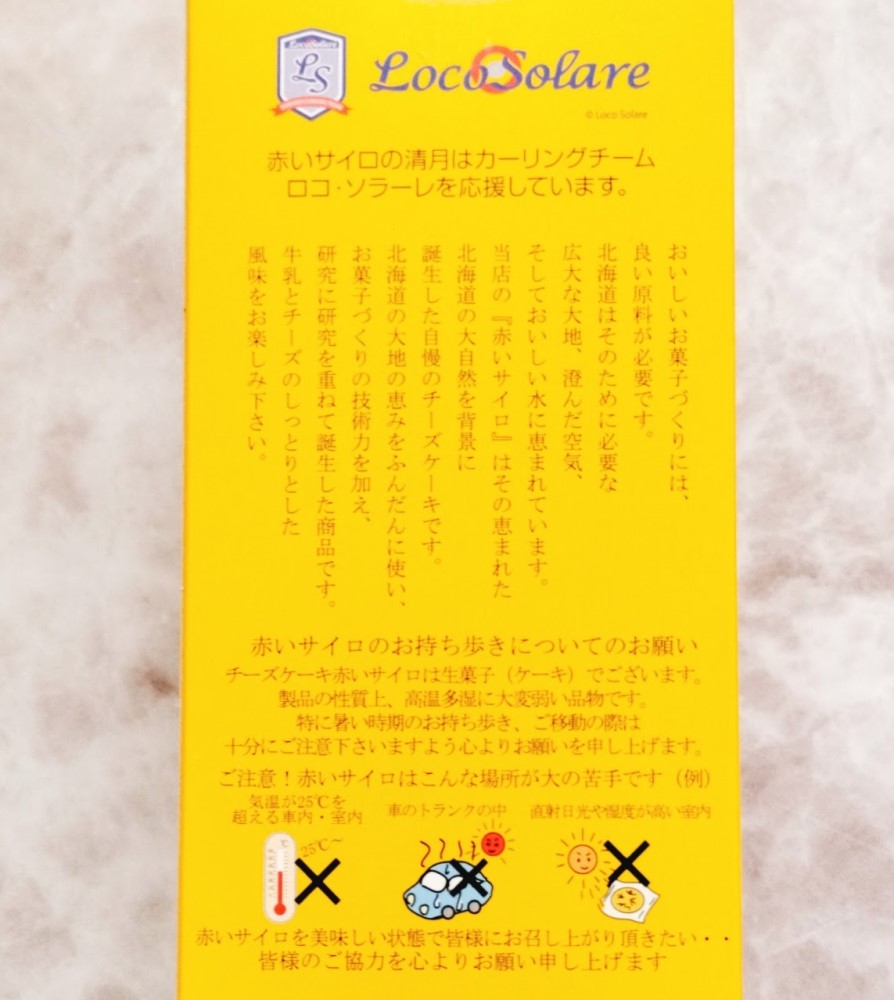 Loco Solare
LS
Loco Solare
© Loco Solare
赤いサイロの清月はカーリングチーム
ロコ・ソラーレを応援しています。
おいしいお菓子づくりには、
良い原料が必要です。
北海道はそのために必要な
広大な大地、澄んだ空気、
そしておいしい水に恵まれています。
当店の『赤いサイロ』はその恵まれた
北海道の大自然を背景に
誕生した自慢のチーズケーキです。
北海道の大地の恵みをふんだんに使い、
お菓子づくりの技術力を加え、
研究に研究を重ねて誕生した商品です。
牛乳とチーズのしっとりとした
風味をお楽しみ下さい。
赤いサイロのお持ち歩きについてのお願い
チーズケーキ赤いサイロは生菓子（ケーキ）でございます。
製品の性質上、高温多湿に大変弱い品物です。
特に暑い時期のお持ち歩き、ご移動の際は
十分にご注意下さいますよう心よりお願いを申し上げます。
ご注意！赤いサイロはこんな場所が大の苦手です（例）
気温が25℃を
超える車内・室内
車のトランクの中
直射日光や湿度が高い室内
℃
25℃～
赤いサイロを美味しい状態で皆様にお召し上がり頂きたい・・
皆様のご協力を心よりお願い申し上げます